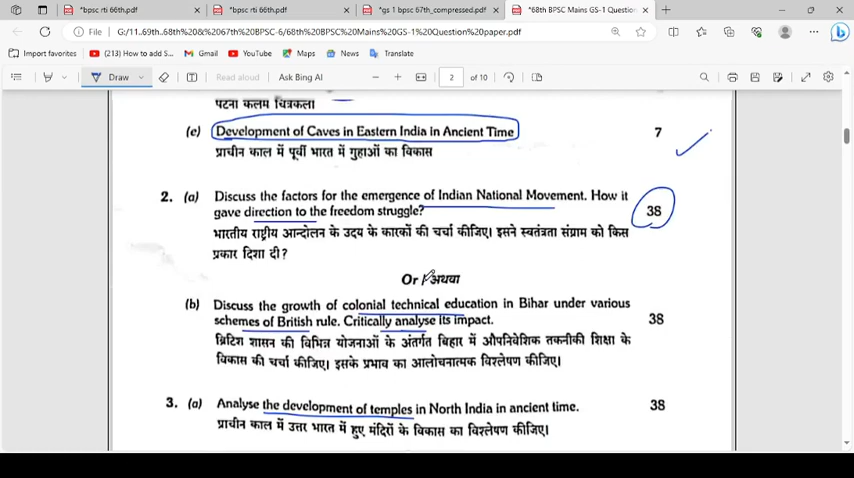 *bpsc rti 66th.pdf
*bpsc rti 66th.pdf
*gs 1 bpsc 67th_compressed.pdf
*68th BPSC Mains GS-1 Question
File
G:/11..69th.68th%20&%2067th%20BPSC-6/68th%20BPSC%20Mains%20GS-1%20Question%20paper.pdf
Import favorites
(213) How to add S...
Gmail
YouTube
Maps
News
Translate
Draw
Read aloud
Ask Bing AI
2
of 10
पटना कलम चित्रकला
(c) Development of Caves in Eastern India in Ancient Time 7
प्राचीन काल में पूर्वी भारत में गुहाओं का विकास
2. (a) Discuss the factors for the emergence of Indian National Movement. How it
gave direction to the freedom struggle? 38
भारतीय राष्ट्रीय आन्दोलन के उदय के कारकों की चर्चा कीजिए। इसने स्वतंत्रता संग्राम को किस
प्रकार दिशा दी?
Or / अथवा
(b) Discuss the growth of colonial technical education in Bihar under various
schemes of British rule. Critically analyse its impact. 38
ब्रिटिश शासन की विभिन्न योजनाओं के अंतर्गत बिहार में औपनिवेशिक तकनीकी शिक्षा के
विकास की चर्चा कीजिए। इसके प्रभाव का आलोचनात्मक विश्लेषण कीजिए।
3. (a) Analyse the development of temples in North India in ancient time. 38
प्राचीन काल में उत्तर भारत में हुए मंदिरों के विकास का विश्लेषण कीजिए।